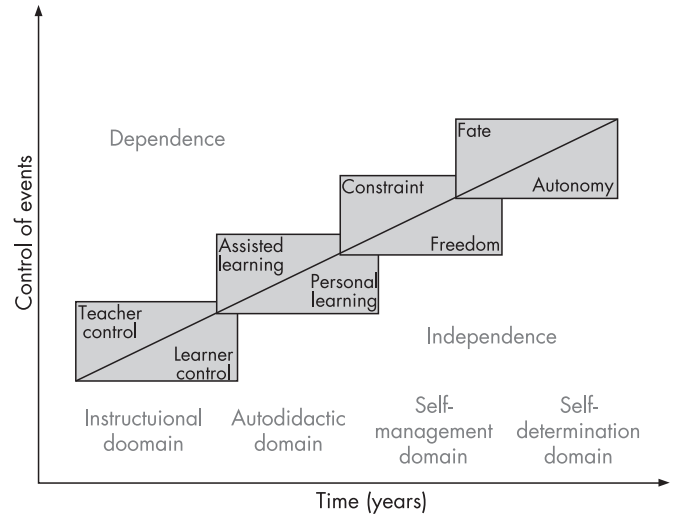 Control of events
Dependence
Fate
Autonomy
Constraint
Freedom
Assisted
learning
Personal
learning
Teacher
control
Learner
control
Independence
Instructuional
doomain
Autodidactic
domain
Self-
management
domain
Self-
determination
domain
Time (years)